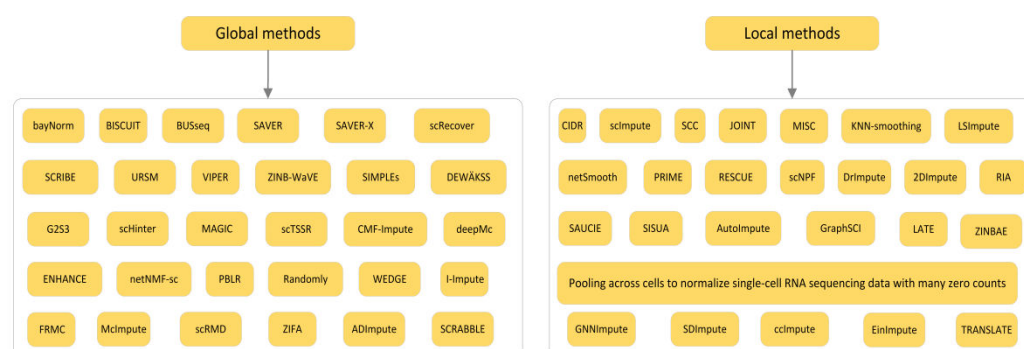 Global methods
bayNorm BISCUIT BUSseq SAVER SAVER-X scRecover
SCRIBE URSM VIPER ZINB-WaVE SIMPLEs DEWÄKSS
G2S3 scHinter MAGIC scTSSR CMF-Impute deepMc
ENHANCE netNMF-sc PBLR Randomly WEDGE I-Impute
FRMC McImpute scRMD ZIFA ADImpute SCRABBLE
Local methods
CIDR scImpute SCC JOINT MISC KNN-smoothing LSImpute
netSmooth PRIME RESCUE scNPF DrImpute 2DImpute RIA
SAUCIE SISUA AutoImpute GraphSCI LATE ZINBAE
Pooling across cells to normalize single-cell RNA sequencing data with many zero counts
GNNImpute SDImpute ccImpute EinImpute TRANSLATE